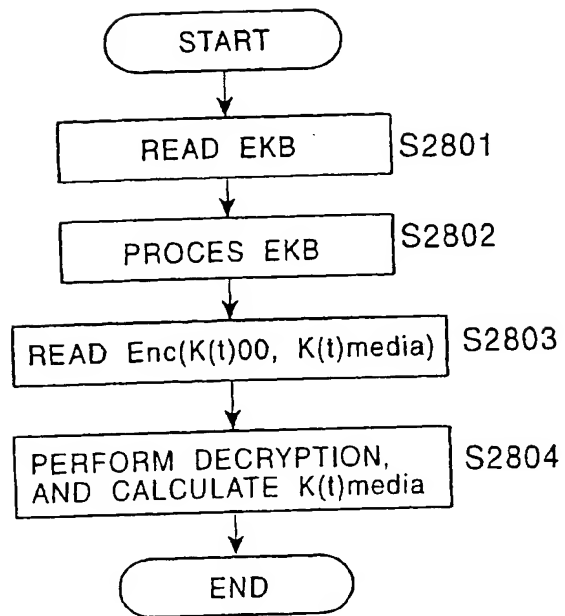 START
READ EKB
S2801
PROCES EKB
S2802
READ Enc(K(t)00, K(t)media)
S2803
PERFORM DECRYPTION,
AND CALCULATE K(t)media
S2804
END